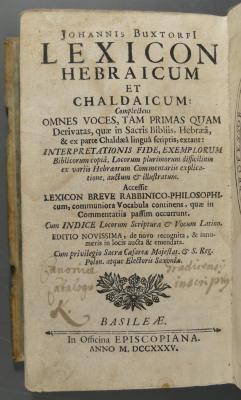 JOHANNIS BUXTORFI
LEXICON
HEBRAICUM
ET
CHALDAICUM:
Complectens
OMNES VOCES, TAM PRIMAS QUAM
Derivatas, quæ in Sacris Bibliis, Hebræâ,
& ex parte Chaldæâ linguâ scriptis, extant:
INTERPRETATIONIS FIDE, EXEMPLORUM
Biblicorum copiâ, Locorum plurimorum difficilium
ex variis Hebræorum Commentariis explica-
tione, auctum & illustratum.
Accessit
LEXICON BREVE RABBINICO-PHILOSOPHI-
cum, communiora Vocabula continens, quæ in
Commentariis passim occurrunt.
Cum INDICE Locorum Scripturæ & Vocum Latino.
EDITIO NOVISSIMA, de novo recognita, & innu-
meris in locis aucta & emendata.
Cum privilegio Sacræ Cæsareæ Majestat. & S. Reg.
Polon. atque Electoris Saxoniæ.
inscrip
BASILEÆ,
In Officina EPISCOPIANA.
ANNO M. DCCXXXV.